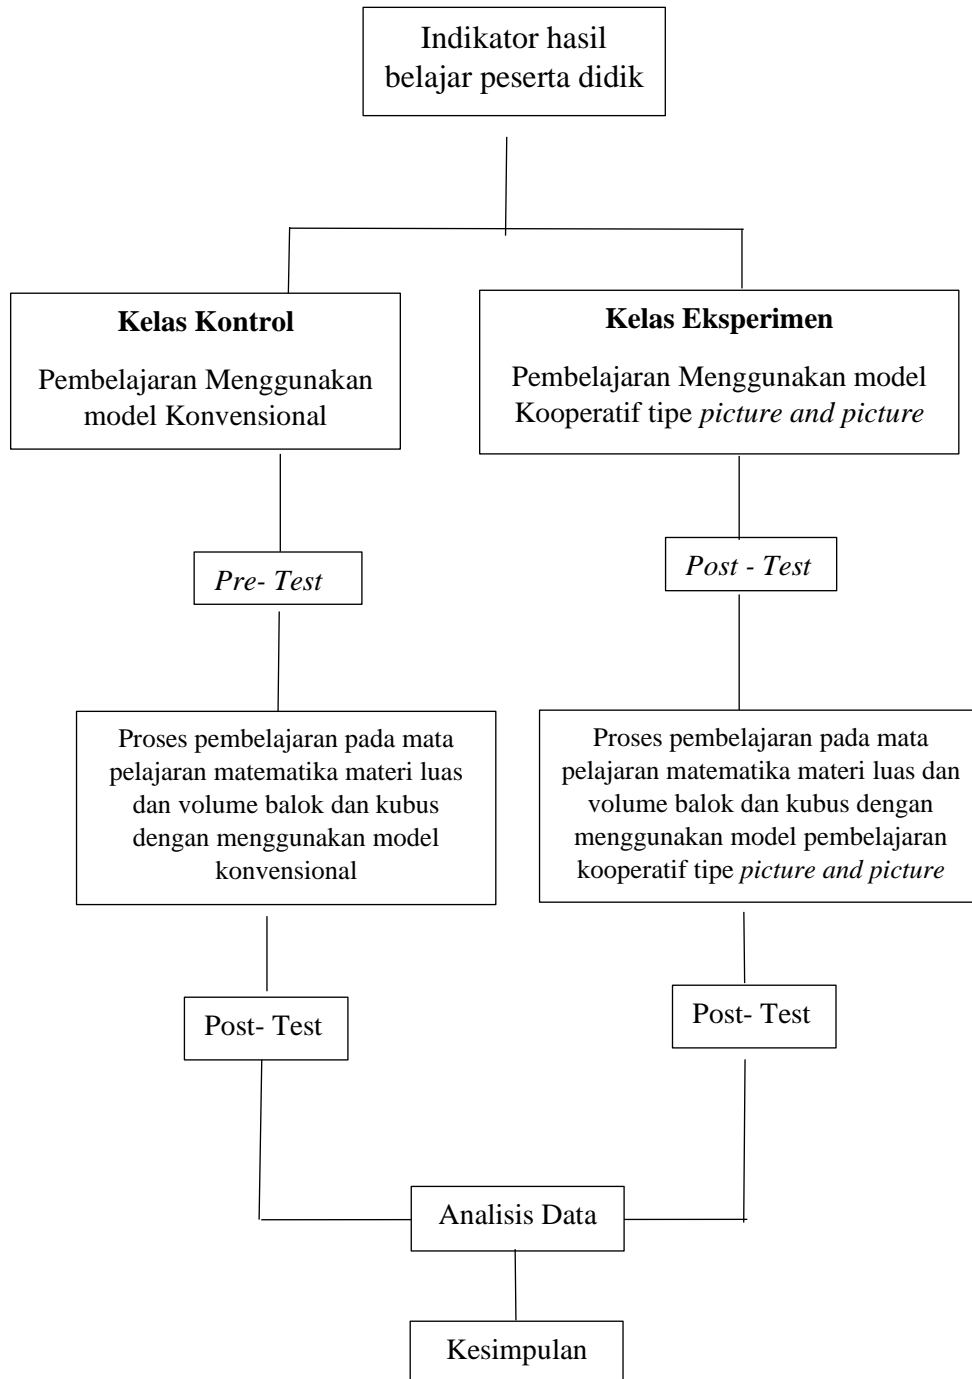 Indikator hasil
belajar peserta didik
Kelas Kontrol
Pembelajaran Menggunakan
model Konvensional
Kelas Eksperimen
Pembelajaran Menggunakan model
Kooperatif tipe picture and picture
Pre- Test
Post - Test
Proses pembelajaran pada mata
pelajaran matematika materi luas
dan volume balok dan kubus
dengan menggunakan model
konvensional
Proses pembelajaran pada mata
pelajaran matematika materi luas dan
volume balok dan kubus dengan
menggunakan model pembelajaran
kooperatif tipe picture and picture
Post- Test
Post- Test
Analisis Data
Kesimpulan